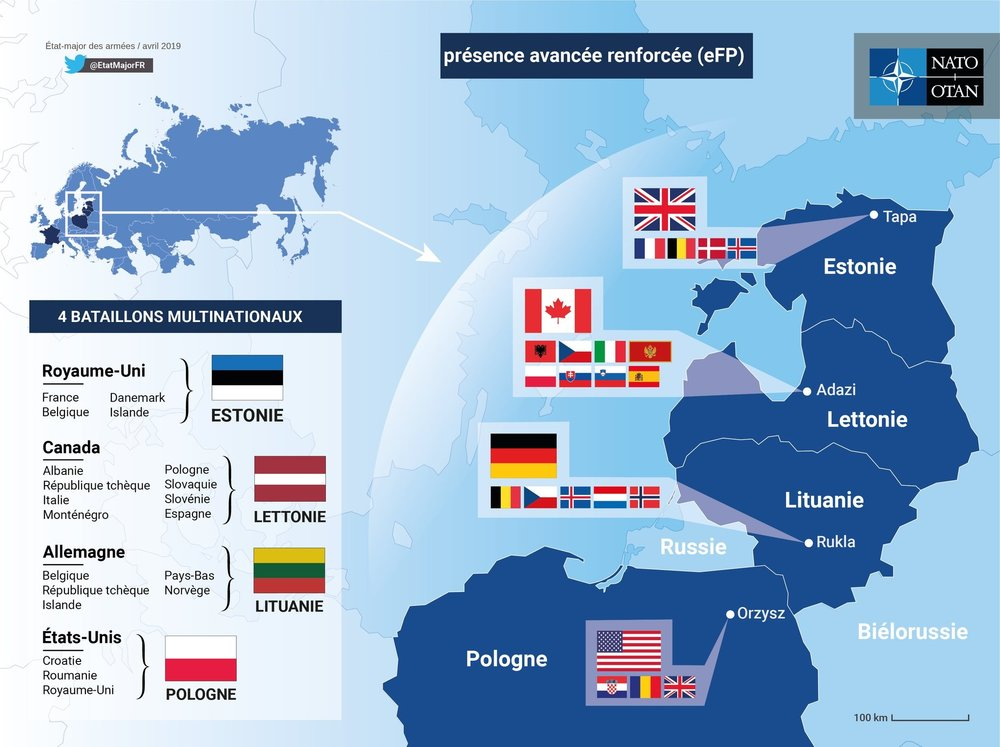 État-major des armées / avril 2019
@EtatMajorFR
présence avancée renforcée (eFP)
NATO
OTAN
4 BATAILLONS MULTINATIONAUX
Royaume-Uni
France
Belgique
Danemark
Islande
ESTONIE
Canada
Albanie
République tchèque
Italie
Monténégro
Pologne
Slovaquie
Slovénie
Espagne
LETTONIE
Allemagne
Belgique
République tchèque
Islande
Pays-Bas
Norvège
LITUANIE
États-Unis
Croatie
Roumanie
Royaume-Uni
POLOGNE
Tapa
Estonie
Adazi
Lettonie
Lituanie
Rukla
Russie
Orzysz
Biélorussie
Pologne
100 km